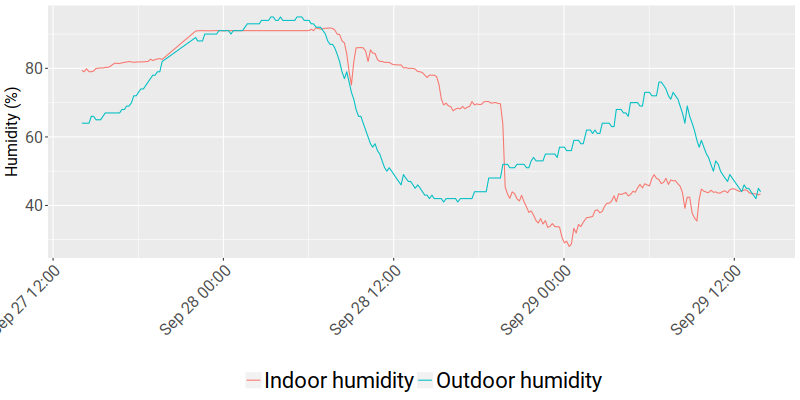 Humidity (%)
80
60
40
Sep 27 12:00
Sep 28 00:00
Sep 28 12:00
Sep 29 00:00
Sep 29 12:00
Indoor humidity Outdoor humidity